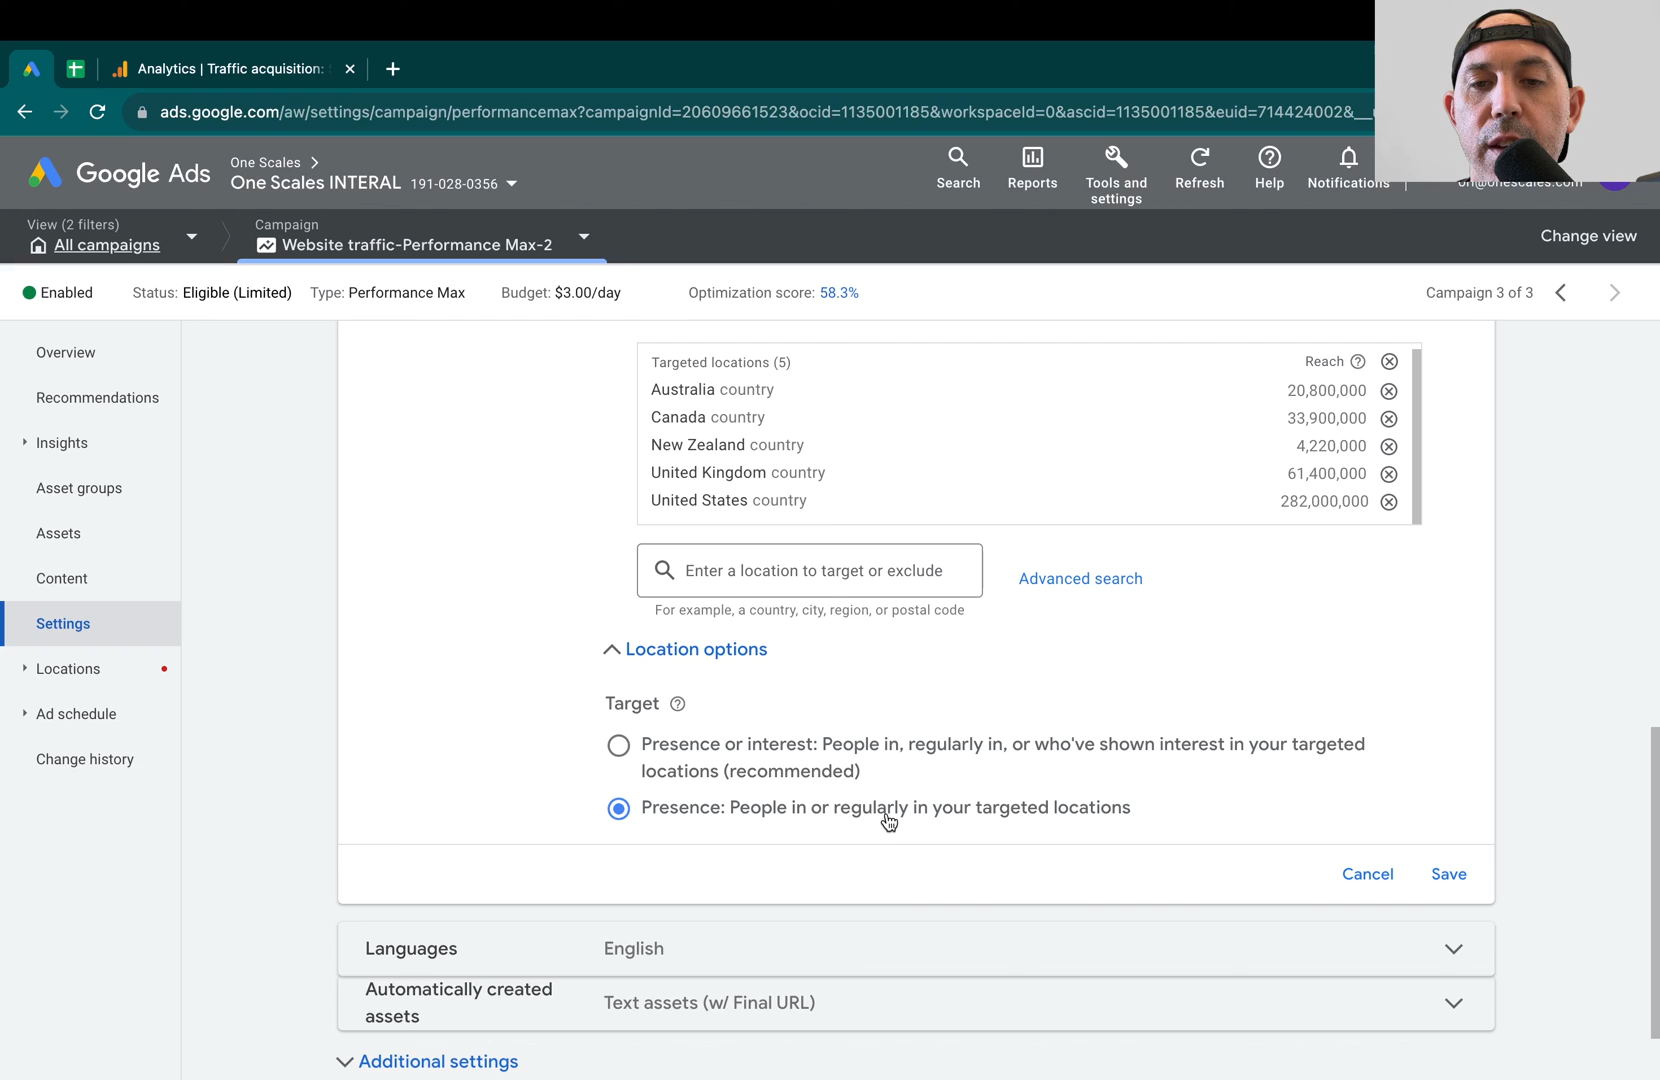 Analytics | Traffic acquisition:
ads.google.com/aw/settings/campaign/performancemax?campaignId=20609661523&ocid=1135001185&workspaceId=0&ascid=1135001185&euid=714424002&__
Google Ads
One Scales
One Scales INTERAL 191-028-0356
Search
Reports
Tools and
settings
Refresh
Help
Notifications
ori@onescales.com
View (2 filters)
All campaigns
Campaign
Website traffic-Performance Max-2
Change view
Enabled Status: Eligible (Limited) Type: Performance Max Budget: $3.00/day Optimization score: 58.3% Campaign 3 of 3
Overview
Recommendations
Insights
Asset groups
Assets
Content
Settings
Locations
Ad schedule
Change history
Targeted locations (5) Reach
Australia country 20,800,000
Canada country 33,900,000
New Zealand country 4,220,000
United Kingdom country 61,400,000
United States country 282,000,000
Enter a location to target or exclude
Advanced search
For example, a country, city, region, or postal code
Location options
Target
Presence or interest: People in, regularly in, or who've shown interest in your targeted
locations (recommended)
Presence: People in or regularly in your targeted locations
Cancel Save
Languages English
Automatically created
assets
Text assets (w/ Final URL)
Additional settings